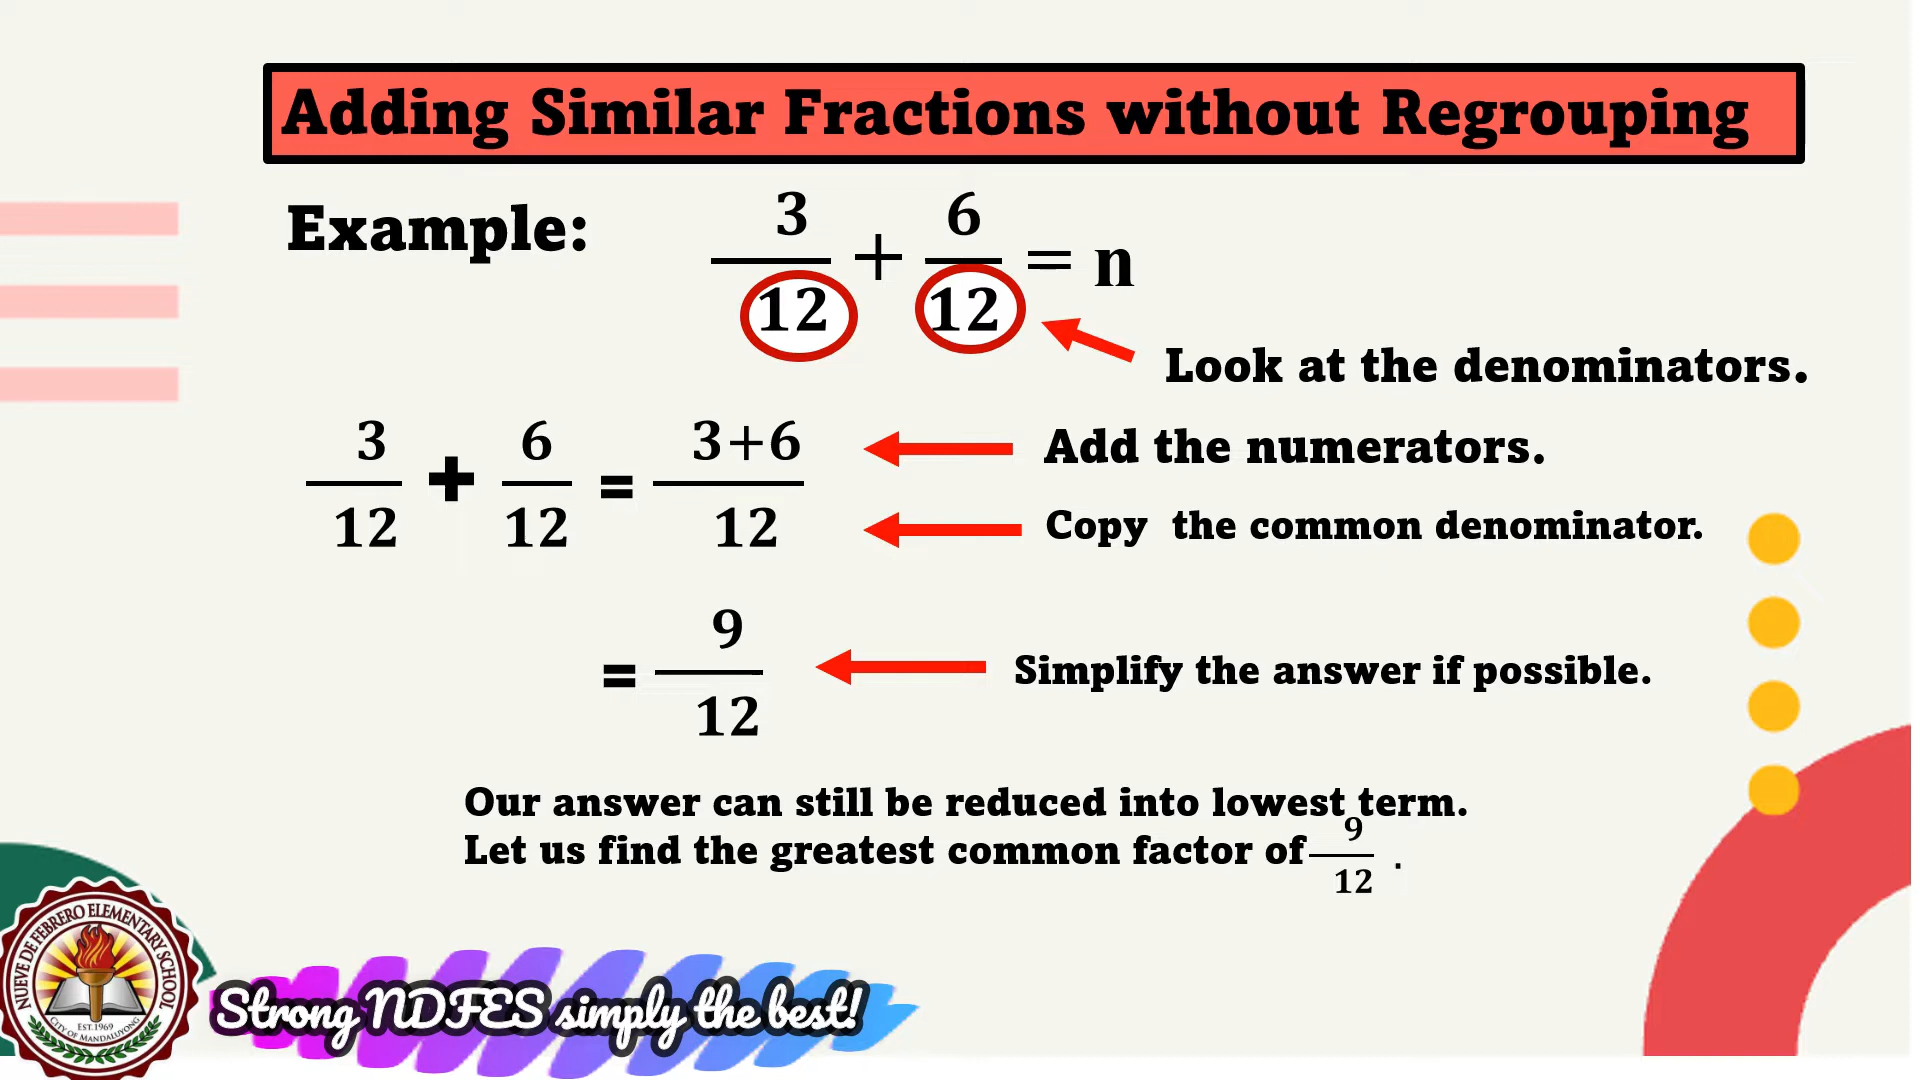 Adding Similar Fractions without Regrouping
Example:
3/12 + 6/12 = n
Look at the denominators.
3/12 + 6/12 = 3+6/12
Add the numerators.
Copy the common denominator.
= 9/12
Simplify the answer if possible.
Our answer can still be reduced into lowest term.
Let us find the greatest common factor of 9/12 .
NUEVE DE FEBRERO ELEMENTARY SCHOOL
EST. 1969
CITY OF MANDALUYONG
Strong NDFES simply the best!